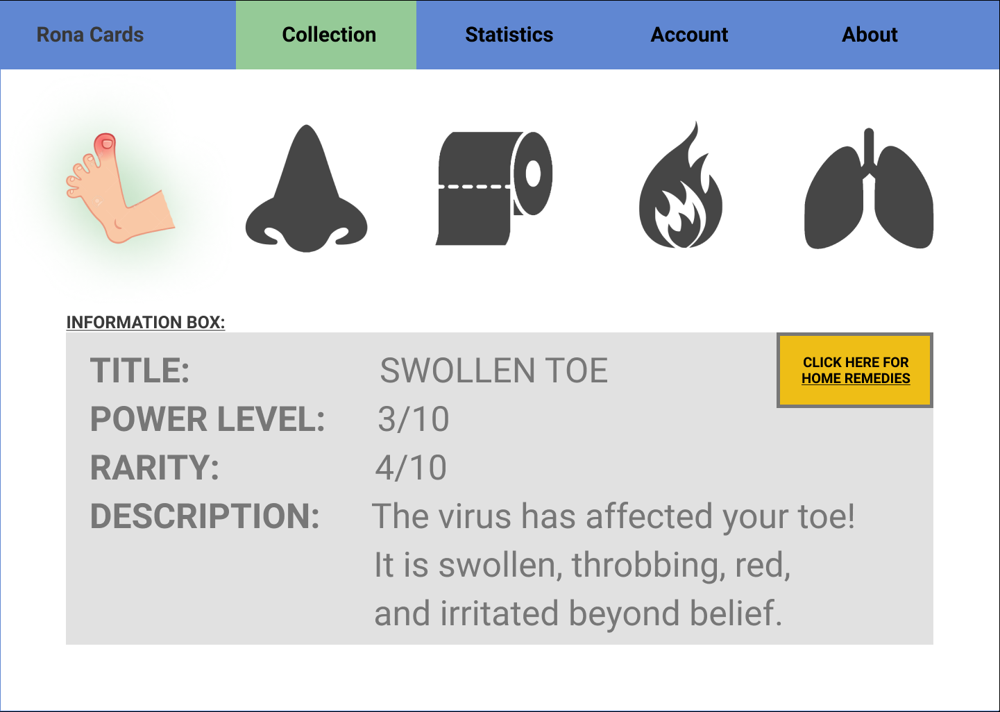 Rona Cards Collection Statistics Account About
INFORMATION BOX:
TITLE: SWOLLEN TOE
CLICK HERE FOR
HOME REMEDIES
POWER LEVEL: 3/10
RARITY: 4/10
DESCRIPTION: The virus has affected your toe!
It is swollen, throbbing, red,
and irritated beyond belief.